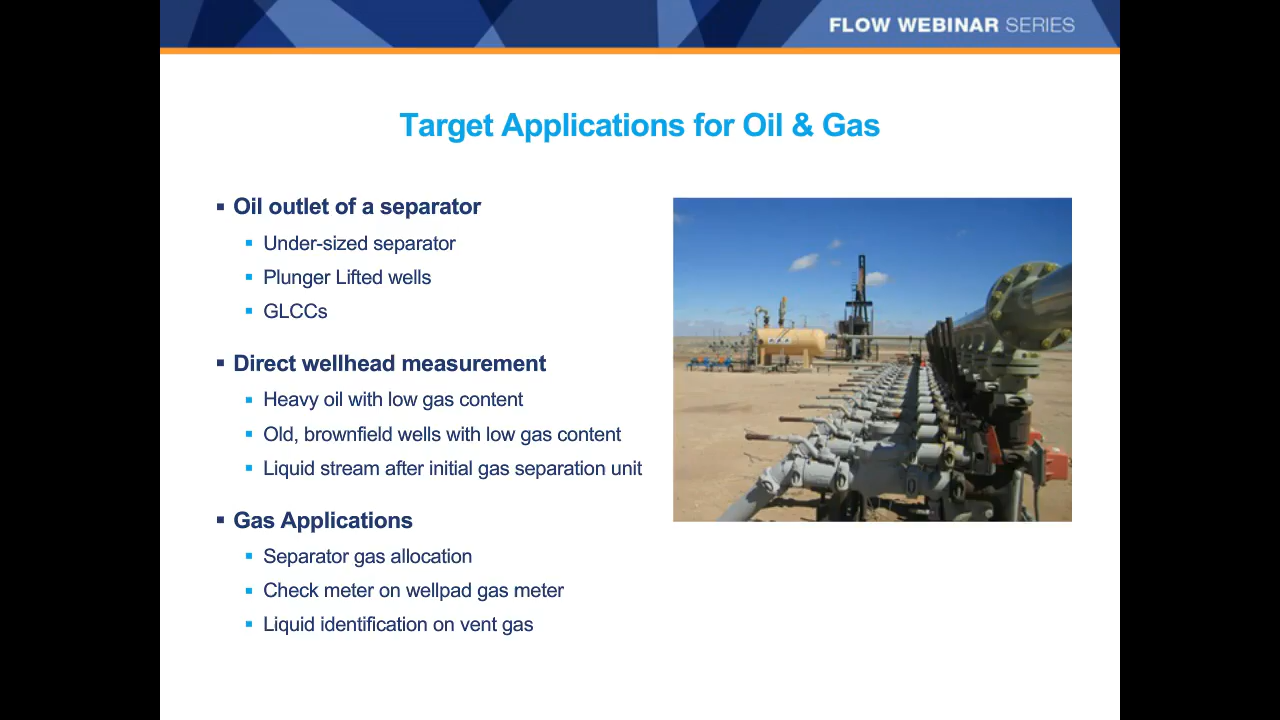 FLOW WEBINAR SERIES
Target Applications for Oil & Gas
Oil outlet of a separator
Under-sized separator
Plunger Lifted wells
GLCCs
Direct wellhead measurement
Heavy oil with low gas content
Old, brownfield wells with low gas content
Liquid stream after initial gas separation unit
Gas Applications
Separator gas allocation
Check meter on wellpad gas meter
Liquid identification on vent gas